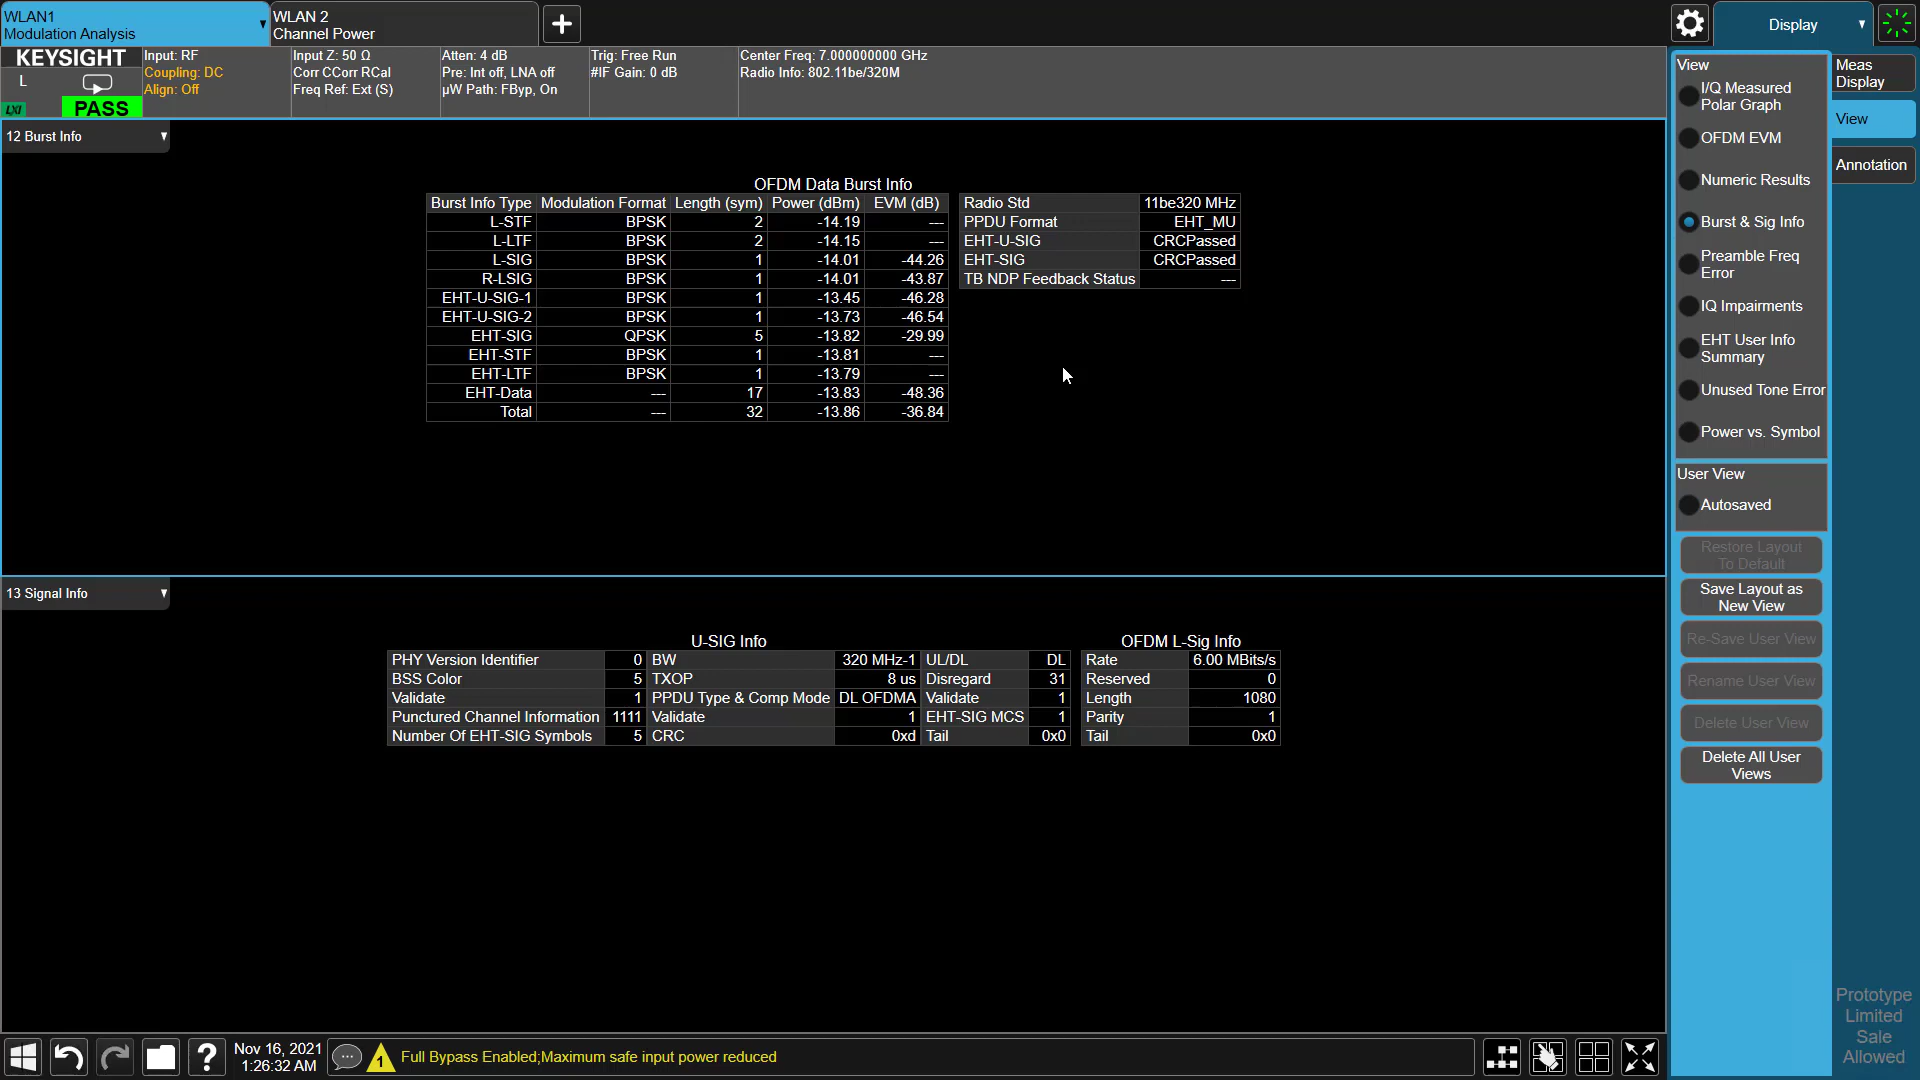 WLAN1
Modulation Analysis
WLAN 2
Channel Power
Display
KEYSIGHT
L
LXI
PASS
Input: RF
Coupling: DC
Align: Off
Input Z: 50 Ω
Corr CCorr RCal
Freq Ref: Ext (S)
Atten: 4 dB
Pre: Int off, LNA off
µW Path: FByp, On
Trig: Free Run
#IF Gain: 0 dB
Center Freq: 7.000000000 GHz
Radio Info: 802.11be/320M
12 Burst Info
OFDM Data Burst Info
Burst Info Type Modulation Format Length (sym) Power (dBm) EVM (dB)
L-STF BPSK 2 -14.19 ---
L-LTF BPSK 2 -14.15 ---
L-SIG BPSK 1 -14.01 -44.26
R-LSIG BPSK 1 -14.01 -43.87
EHT-U-SIG-1 BPSK 1 -13.45 -46.28
EHT-U-SIG-2 BPSK 1 -13.73 -46.54
EHT-SIG QPSK 5 -13.82 -29.99
EHT-STF BPSK 1 -13.81 ---
EHT-LTF BPSK 1 -13.79 ---
EHT-Data --- 17 -13.83 -48.36
Total --- 32 -13.86 -36.84
Radio Std 11be320 MHz
PPDU Format EHT_MU
EHT-U-SIG CRCPassed
EHT-SIG CRCPassed
TB NDP Feedback Status ---
13 Signal Info
U-SIG Info
PHY Version Identifier 0 BW 320 MHz-1 UL/DL DL
BSS Color 5 TXOP 8 us Disregard 31
Validate 1 PPDU Type & Comp Mode DL OFDMA Validate 1
Punctured Channel Information 1111 Validate 1 EHT-SIG MCS 1
Number Of EHT-SIG Symbols 5 CRC 0xd Tail 0x0
OFDM L-Sig Info
Rate 6.00 MBits/s
Reserved 0
Length 1080
Parity 1
Tail 0x0
View
I/Q Measured
Polar Graph
OFDM EVM
Numeric Results
Burst & Sig Info
Preamble Freq
Error
IQ Impairments
EHT User Info
Summary
Unused Tone Error
Power vs. Symbol
User View
Autosaved
Restore Layout
To Default
Save Layout as
New View
Re-Save User View
Rename User View
Delete User View
Delete All User
Views
Meas
Display
View
Annotation
Prototype
Limited
Sale
Allowed
?
Nov 16, 2021
1:26:32 AM
1
Full Bypass Enabled;Maximum safe input power reduced